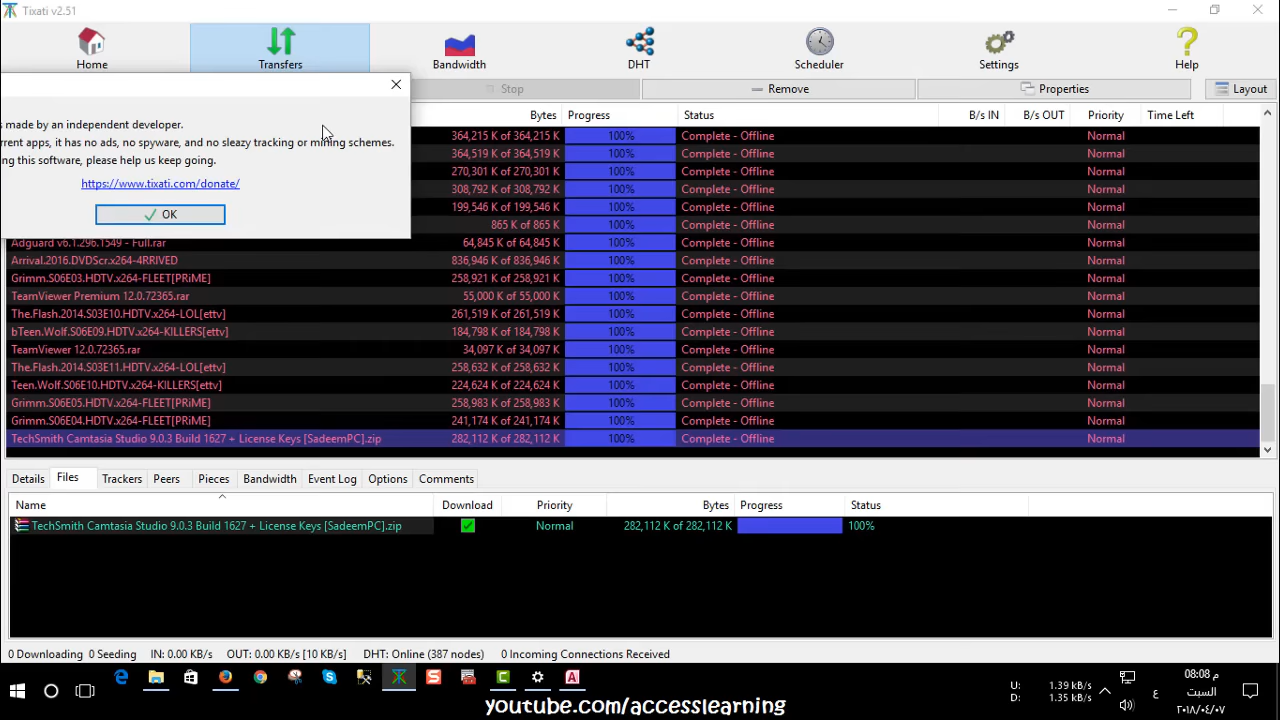 Tixati v2.51
Home
Transfers
Bandwidth
DHT
Scheduler
Settings
Help
Stop
Remove
Properties
Layout
Bytes Progress Status B/s IN B/s OUT Priority Time Left
s made by an independent developer.
rrent apps, it has no ads, no spyware, and no sleazy tracking or mining schemes.
ng this software, please help us keep going.
https://www.tixati.com/donate/
OK
364,215 K of 364,215 K 100% Complete - Offline Normal
364,519 K of 364,519 K 100% Complete - Offline Normal
270,301 K of 270,301 K 100% Complete - Offline Normal
308,792 K of 308,792 K 100% Complete - Offline Normal
199,546 K of 199,546 K 100% Complete - Offline Normal
865 K of 865 K 100% Complete - Offline Normal
Adguard v6.1.296.1549 - Full.rar 64,845 K of 64,845 K 100% Complete - Offline Normal
Arrival.2016.DVDScr.x264-4RRIVED 836,946 K of 836,946 K 100% Complete - Offline Normal
Grimm.S06E03.HDTV.x264-FLEET[PRiME] 258,921 K of 258,921 K 100% Complete - Offline Normal
TeamViewer Premium 12.0.72365.rar 55,000 K of 55,000 K 100% Complete - Offline Normal
The.Flash.2014.S03E10.HDTV.x264-LOL[ettv] 261,519 K of 261,519 K 100% Complete - Offline Normal
bTeen.Wolf.S06E09.HDTV.x264-KILLERS[ettv] 184,798 K of 184,798 K 100% Complete - Offline Normal
TeamViewer 12.0.72365.rar 34,097 K of 34,097 K 100% Complete - Offline Normal
The.Flash.2014.S03E11.HDTV.x264-LOL[ettv] 258,632 K of 258,632 K 100% Complete - Offline Normal
Teen.Wolf.S06E10.HDTV.x264-KILLERS[ettv] 224,624 K of 224,624 K 100% Complete - Offline Normal
Grimm.S06E05.HDTV.x264-FLEET[PRiME] 258,983 K of 258,983 K 100% Complete - Offline Normal
Grimm.S06E04.HDTV.x264-FLEET[PRiME] 241,174 K of 241,174 K 100% Complete - Offline Normal
TechSmith Camtasia Studio 9.0.3 Build 1627 + License Keys [SadeemPC].zip 282,112 K of 282,112 K 100% Complete - Offline Normal
Details Files Trackers Peers Pieces Bandwidth Event Log Options Comments
Name Download Priority Bytes Progress Status
TechSmith Camtasia Studio 9.0.3 Build 1627 + License Keys [SadeemPC].zip Normal 282,112 K of 282,112 K 100%
0 Downloading 0 Seeding IN: 0.00 KB/s OUT: 0.00 KB/s [10 KB/s] DHT: Online (387 nodes) 0 Incoming Connections Received
U: 1.39 kB/s
D: 1.35 kB/s
ع
08:08 م
السبت
٢٠١٨/٠٤/٠٧
youtube.com/accesslearning